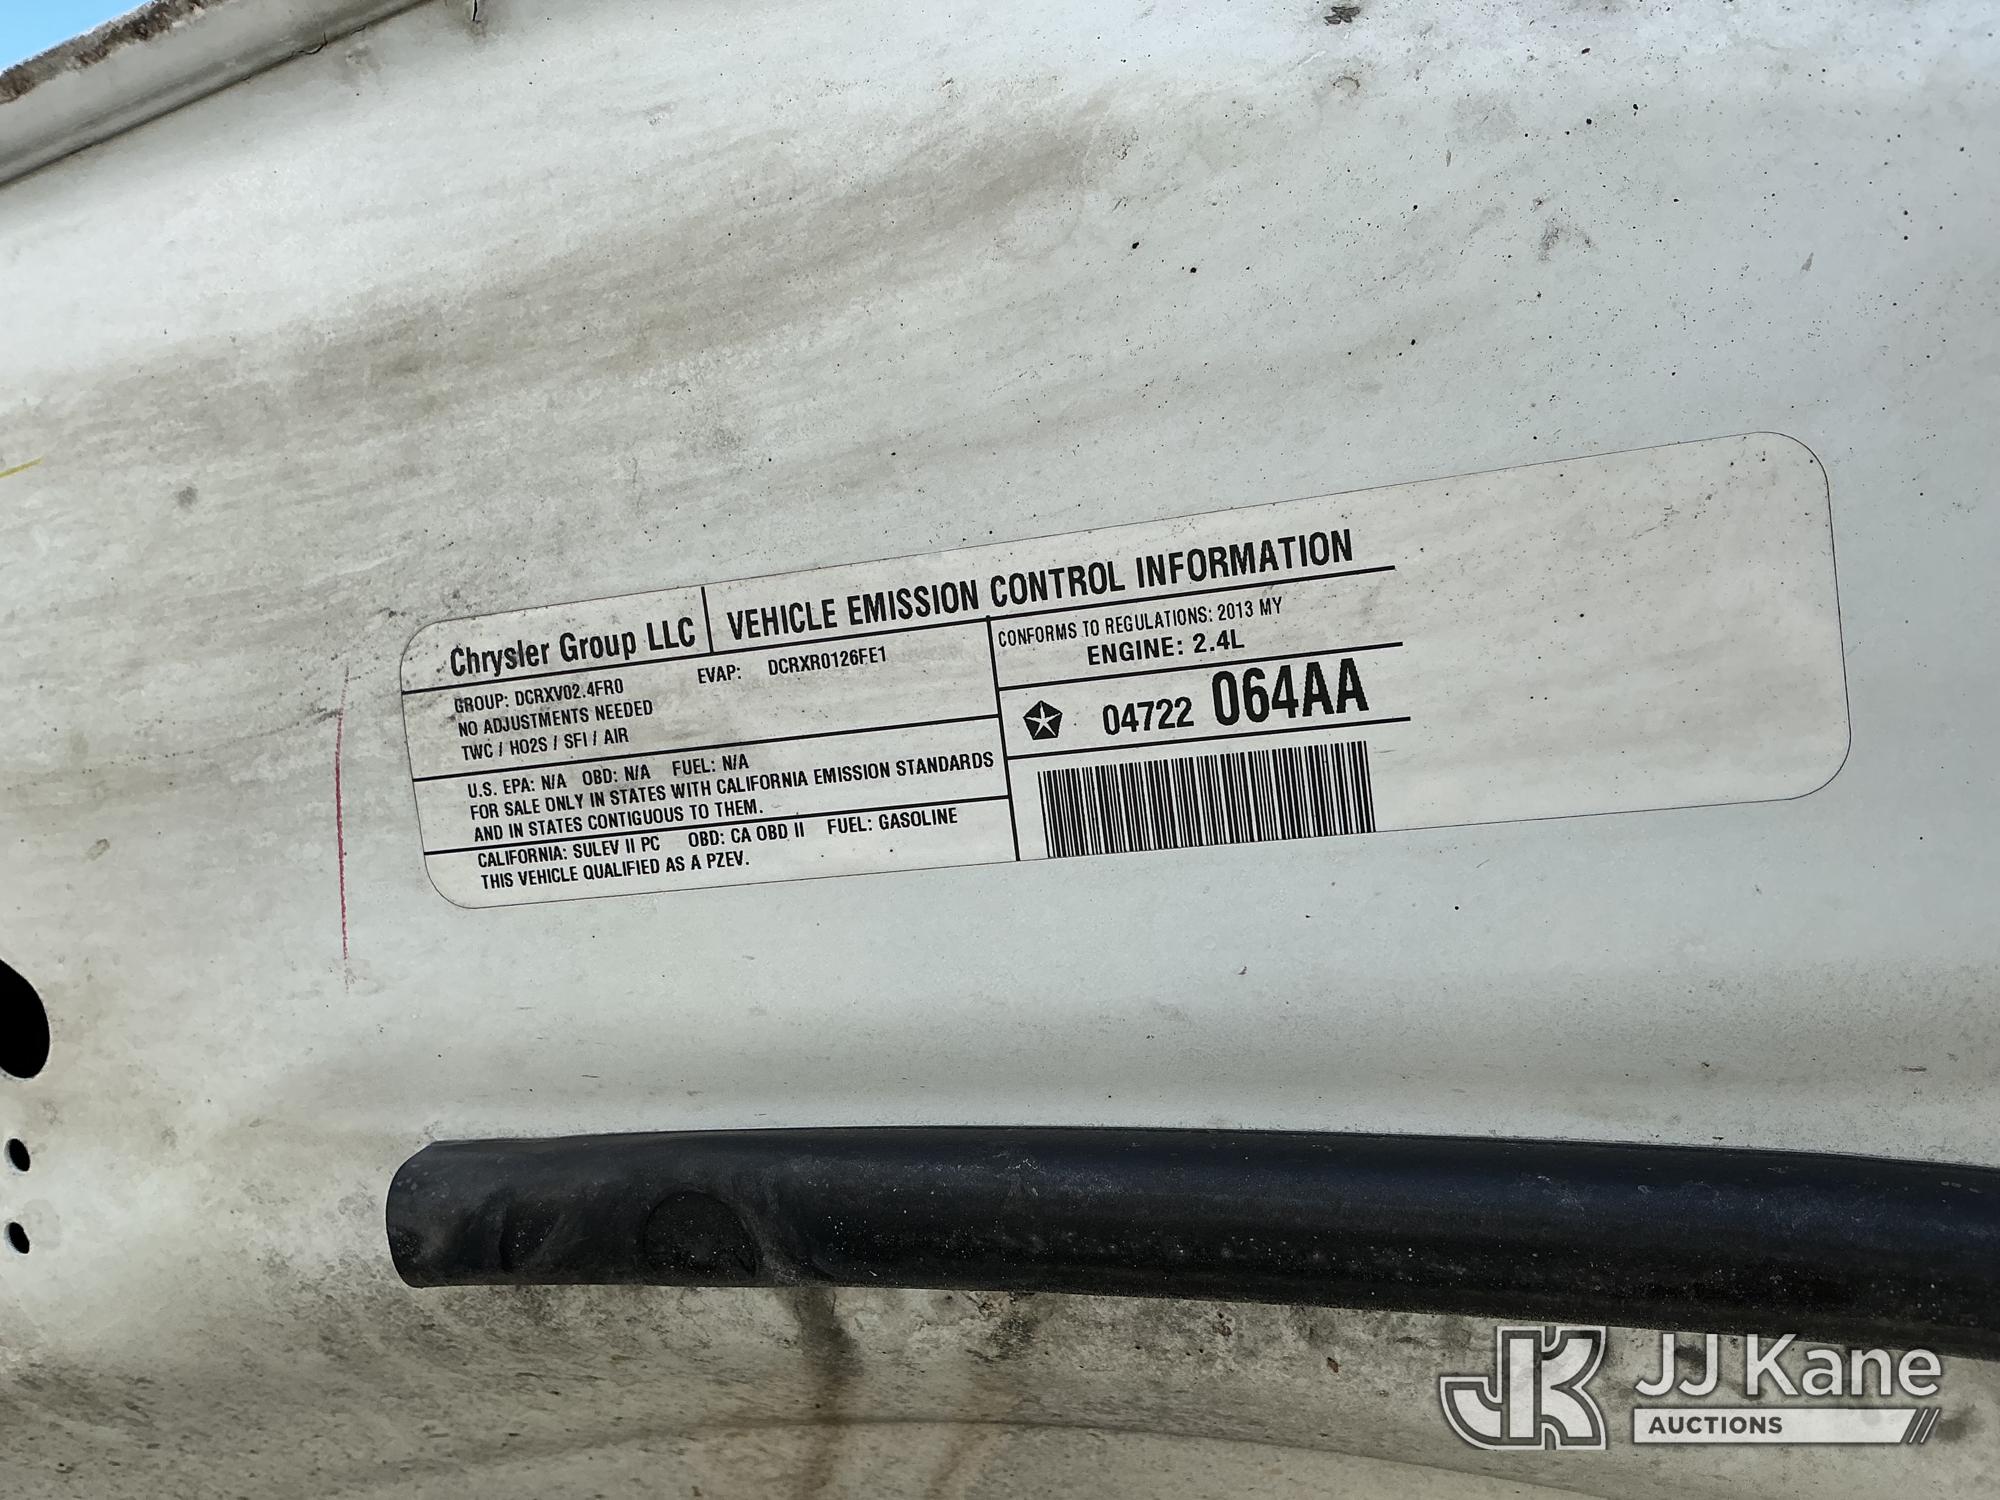 Chrysler Group LLC
VEHICLE EMISSION CONTROL INFORMATION
GROUP: DCRXV02.4FR0
EVAP: DCRXR0126FE1
NO ADJUSTMENTS NEEDED
TWC / HO2S / SFI / AIR
CONFORMS TO REGULATIONS: 2013 MY
ENGINE: 2.4L
04722 064AA
U.S. EPA: N/A OBD: N/A FUEL: N/A
FOR SALE ONLY IN STATES WITH CALIFORNIA EMISSION STANDARDS
AND IN STATES CONTIGUOUS TO THEM.
CALIFORNIA: SULEV II PC OBD: CA OBD II FUEL: GASOLINE
THIS VEHICLE QUALIFIED AS A PZEV.
JK JJ Kane
AUCTIONS